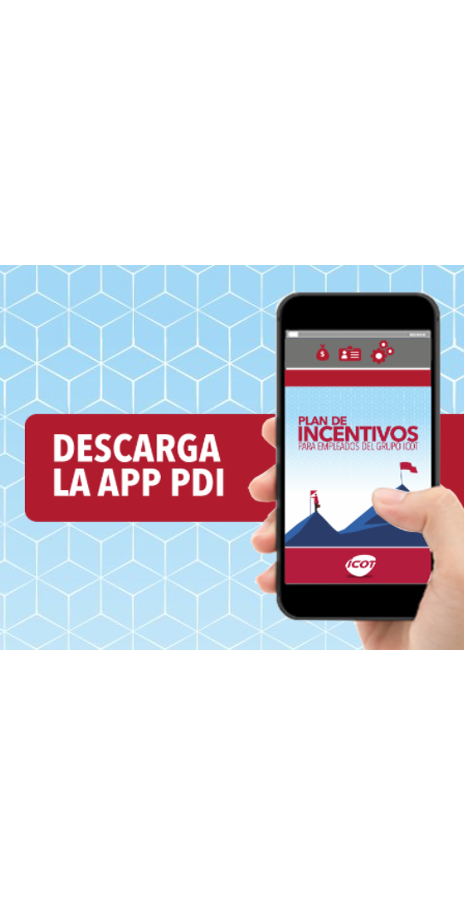 DESCARGA
LA APP PDI
PLAN DE
INCENTIVOS
PARA EMPLEADOS DEL GRUPO ICOT
ICOT